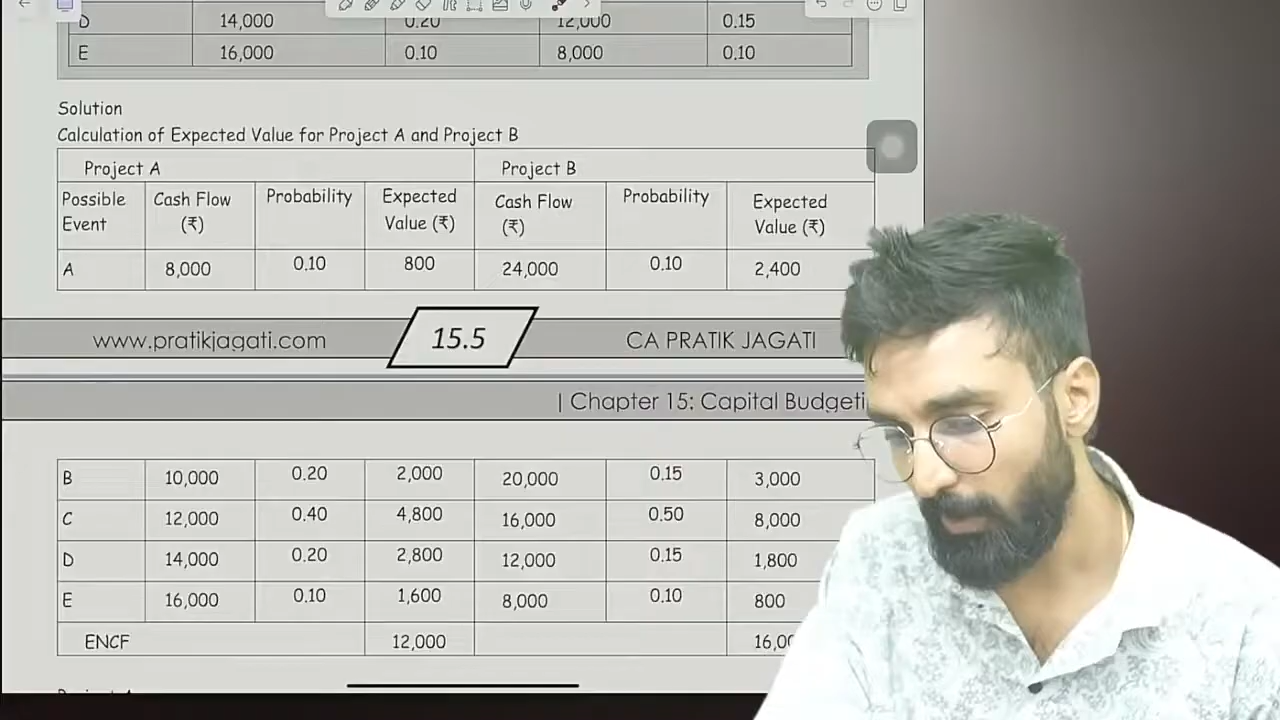 D 14,000 0.20 12,000 0.15
E 16,000 0.10 8,000 0.10
Solution
Calculation of Expected Value for Project A and Project B
Project A Project B
Possible Event Cash Flow (₹) Probability Expected Value (₹) Cash Flow (₹) Probability Expected Value (₹)
A 8,000 0.10 800 24,000 0.10 2,400
www.pratikjagati.com 15.5 CA PRATIK JAGATI
| Chapter 15: Capital Budgeti
B 10,000 0.20 2,000 20,000 0.15 3,000
C 12,000 0.40 4,800 16,000 0.50 8,000
D 14,000 0.20 2,800 12,000 0.15 1,800
E 16,000 0.10 1,600 8,000 0.10 800
ENCF 12,000 16,00